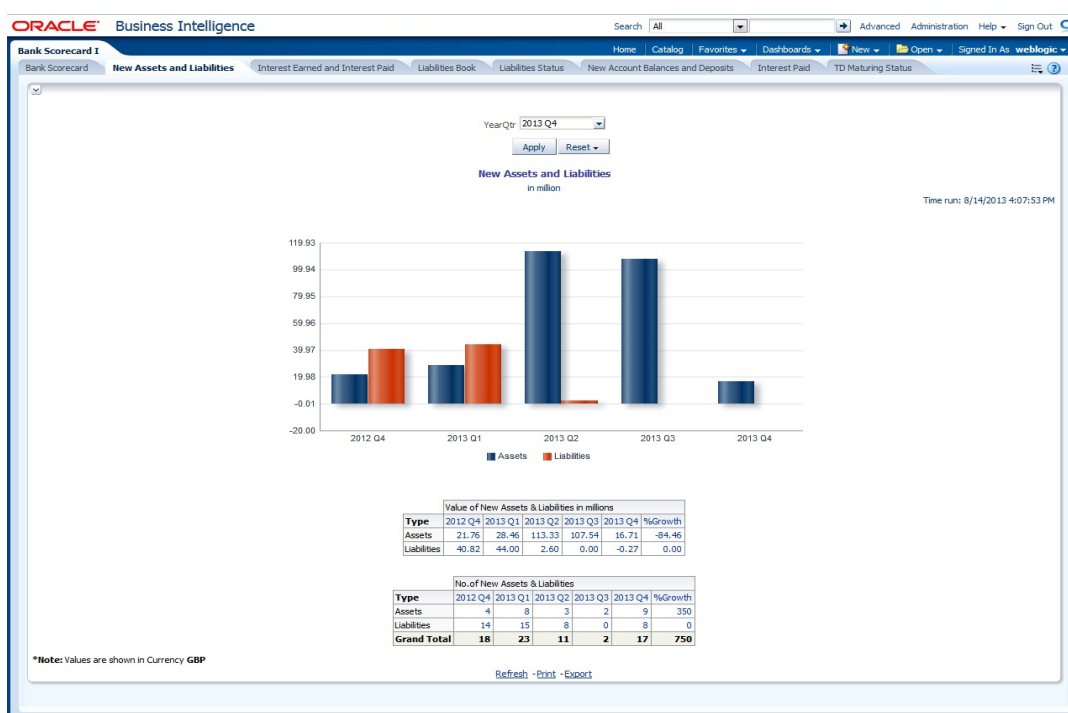 ORACLE Business Intelligence
Search All Advanced Administration Help Sign Out
Bank Scorecard I
Home Catalog Favorites Dashboards New Open Signed In As weblogic
Bank Scorecard New Assets and Liabilities Interest Earned and Interest Paid Liabilities Book Liabilities Status New Account Balances and Deposits Interest Paid TD Maturing Status
YearQtr 2013 Q4
Apply Reset
New Assets and Liabilities
in million
Time run: 8/14/2013 4:07:53 PM
119.93
99.94
79.95
59.96
39.97
19.98
-0.01
-20.00
2012 Q4 2013 Q1 2013 Q2 2013 Q3 2013 Q4
Assets Liabilities
Value of New Assets & Liabilities in millions
Type 2012 Q4 2013 Q1 2013 Q2 2013 Q3 2013 Q4 %Growth
Assets 21.76 28.46 113.33 107.54 16.71 -84.46
Liabilities 40.82 44.00 2.60 0.00 -0.27 0.00
No.of New Assets & Liabilities
Type 2012 Q4 2013 Q1 2013 Q2 2013 Q3 2013 Q4 %Growth
Assets 4 8 3 2 9 350
Liabilities 14 15 8 0 8 0
Grand Total 18 23 11 2 17 750
*Note: Values are shown in Currency GBP
Refresh - Print - Export